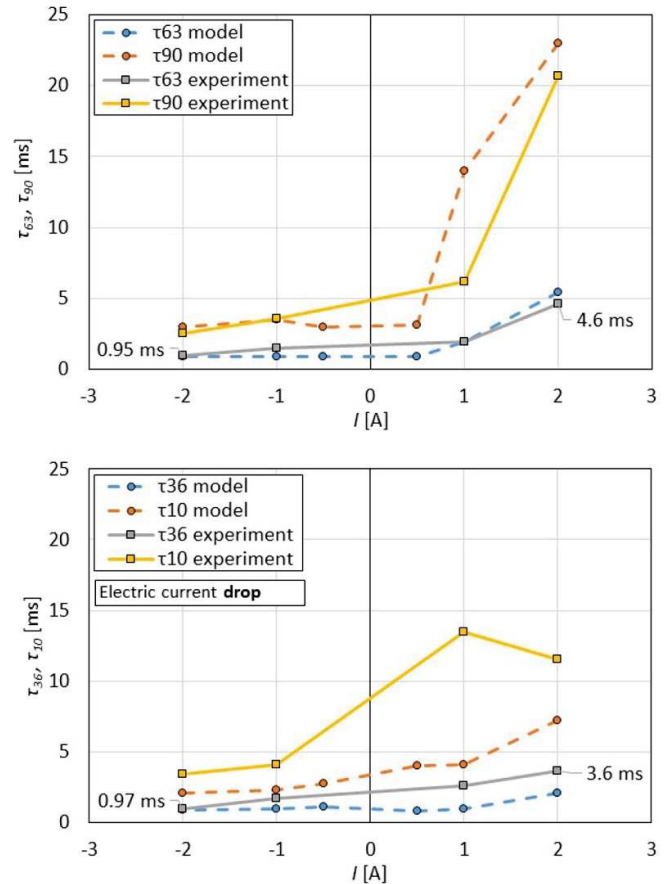 25
20
15
10
5
0
τ63, τ90 [ms]
τ63 model
τ90 model
τ63 experiment
τ90 experiment
0.95 ms
4.6 ms
-3 -2 -1 0 1 2 3
I [A]
25
20
15
10
5
0
τ36, τ10 [ms]
τ36 model
τ10 model
τ36 experiment
τ10 experiment
Electric current drop
0.97 ms
3.6 ms
-3 -2 -1 0 1 2 3
I [A]